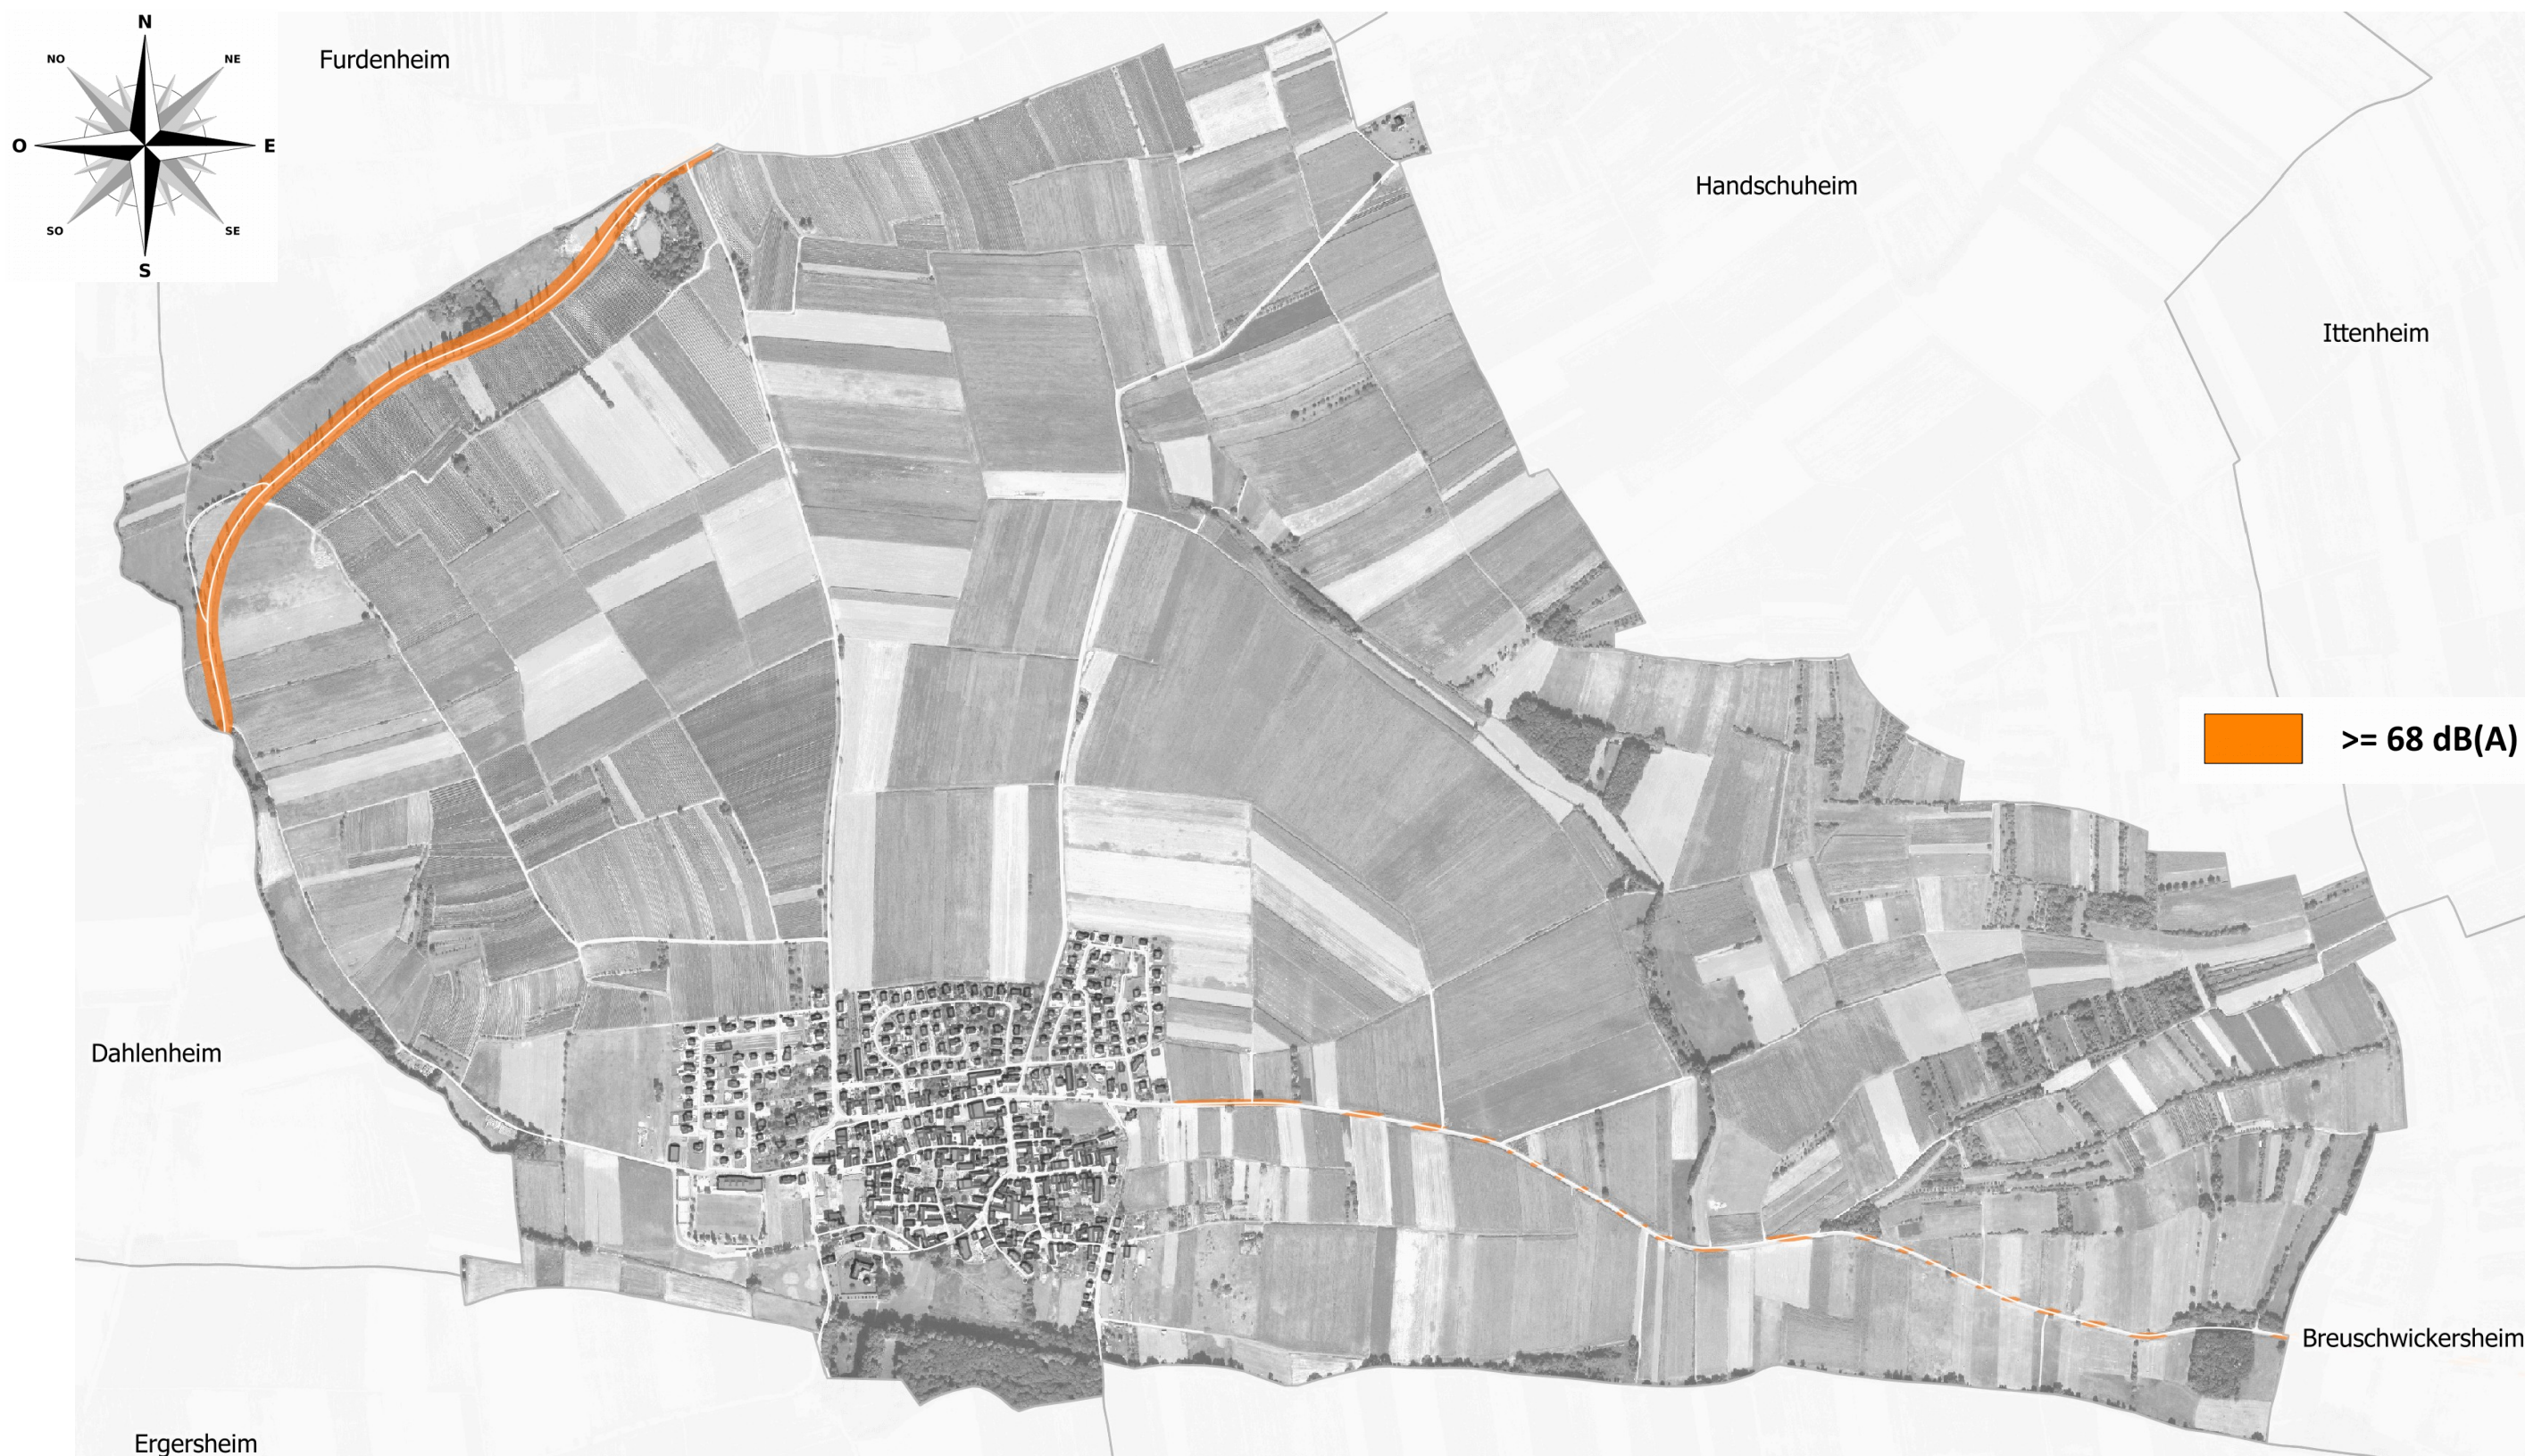 N
NO
NE
O
E
SO
SE
S
Furdenheim
Handschuheim
Ittenheim
>= 68 dB(A)
Dahlenheim
Breuschwickersheim
Ergersheim